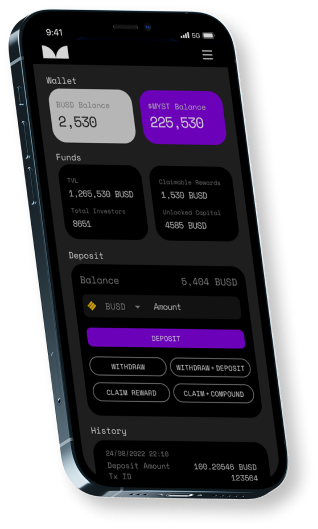 9:41
5G
Wallet
BUSD Balance
2,530
$MYST Balance
225,530
Funds
TVL
1,265,530 BUSD
Total Investors
8651
Claimable Rewards
1,530 BUSD
Unlocked Capital
4585 BUSD
Deposit
Balance 5,404 BUSD
BUSD Amount
DEPOSIT
WITHDRAW WITHDRAW+DEPOSIT
CLAIM REWARD CLAIM+COMPOUND
History
24/08/2022 22:16
Deposit Amount 100.20546 BUSD
Tx ID 123564